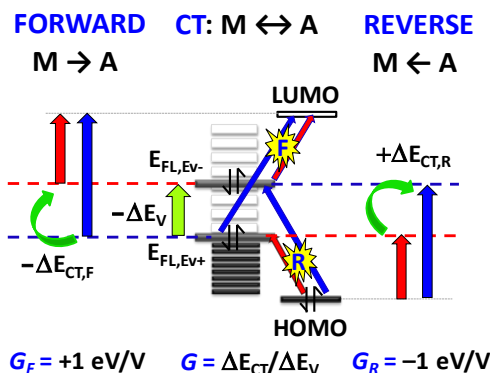 FORWARD CT: M ↔ A REVERSE
M → A M ← A
LUMO
F
E_FL,Ev-
+ΔE_CT,R
−ΔE_V
E_FL,Ev+
−ΔE_CT,F
R
HOMO
G_F = +1 eV/V G = ΔE_CT/ΔE_V G_R = −1 eV/V